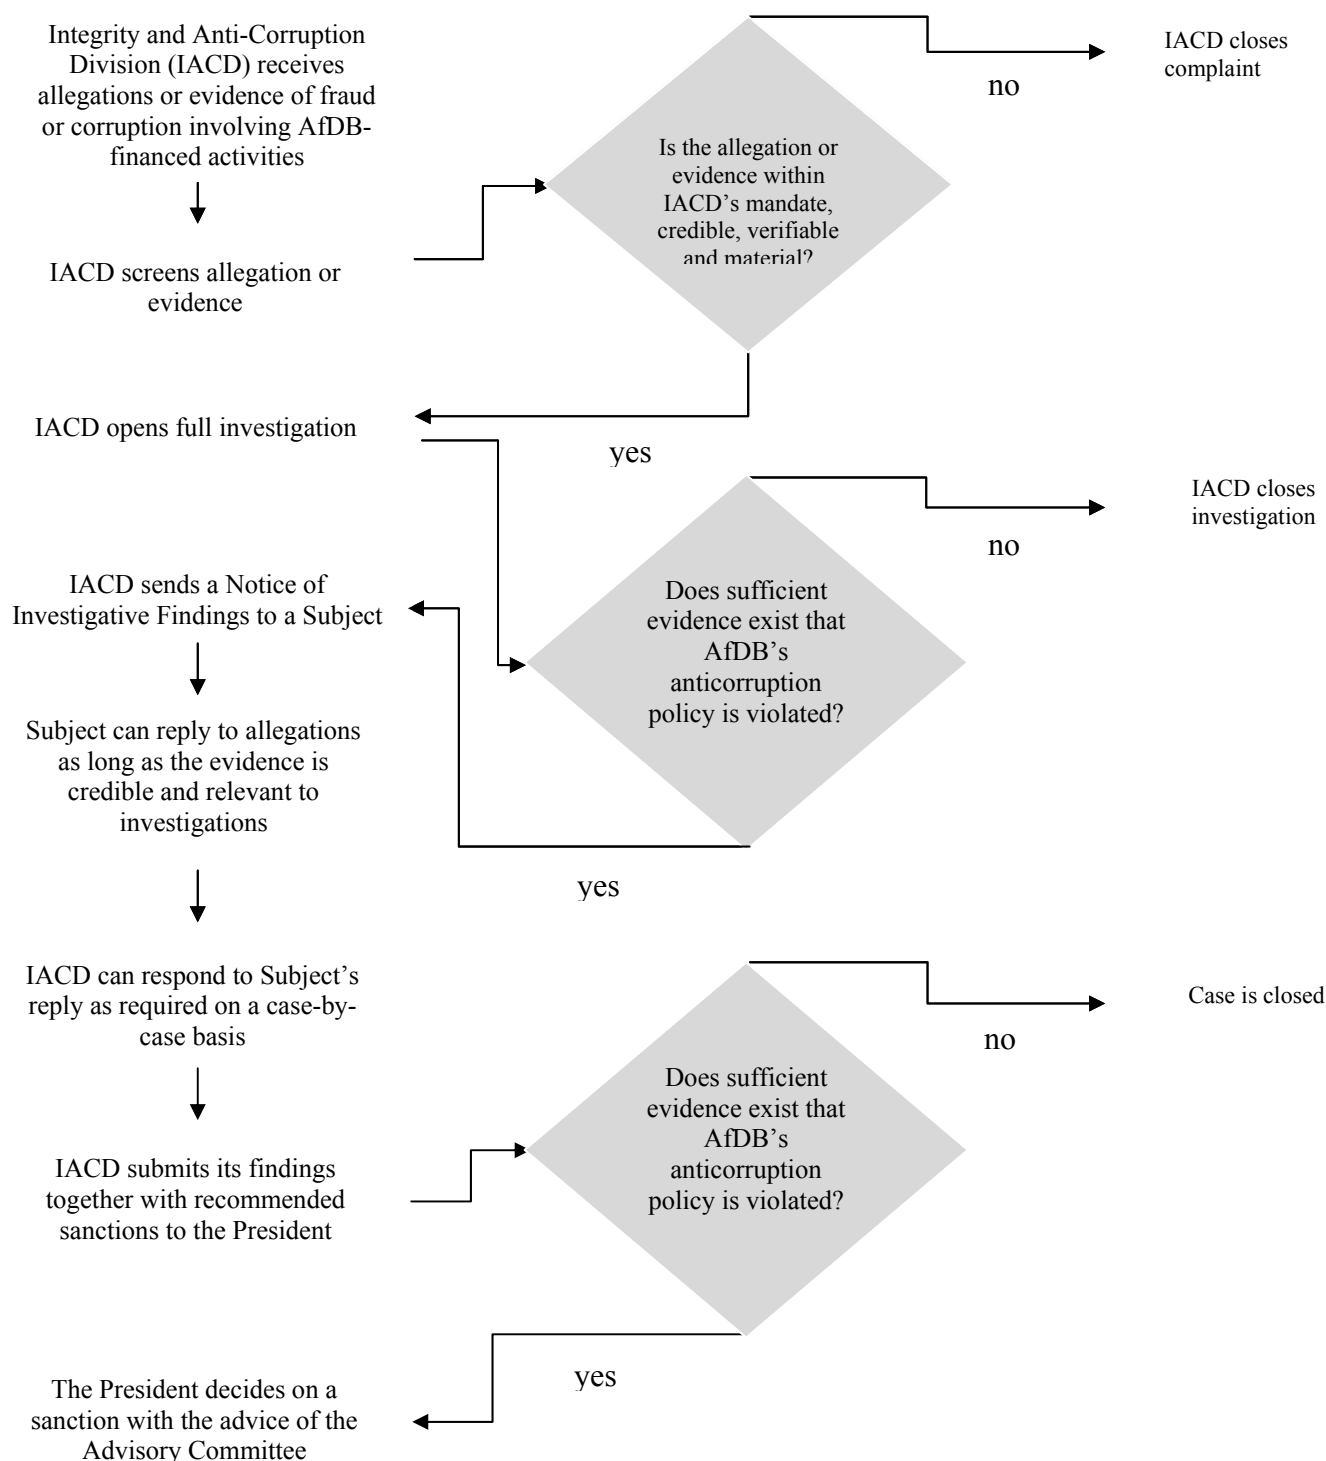 Integrity and Anti-Corruption
Division (IACD) receives
allegations or evidence of fraud
or corruption involving AfDB-
financed activities
IACD closes
complaint
no
Is the allegation or
evidence within
IACD’s mandate,
credible, verifiable
and material?
IACD screens allegation or
evidence
IACD opens full investigation
yes
IACD closes
investigation
no
Does sufficient
evidence exist that
AfDB’s
anticorruption
policy is violated?
IACD sends a Notice of
Investigative Findings to a Subject
Subject can reply to allegations
as long as the evidence is
credible and relevant to
investigations
yes
IACD can respond to Subject’s
reply as required on a case-by-
case basis
Case is closed
no
Does sufficient
evidence exist that
AfDB’s
anticorruption
policy is violated?
IACD submits its findings
together with recommended
sanctions to the President
yes
The President decides on a
sanction with the advice of the
Advisory Committee